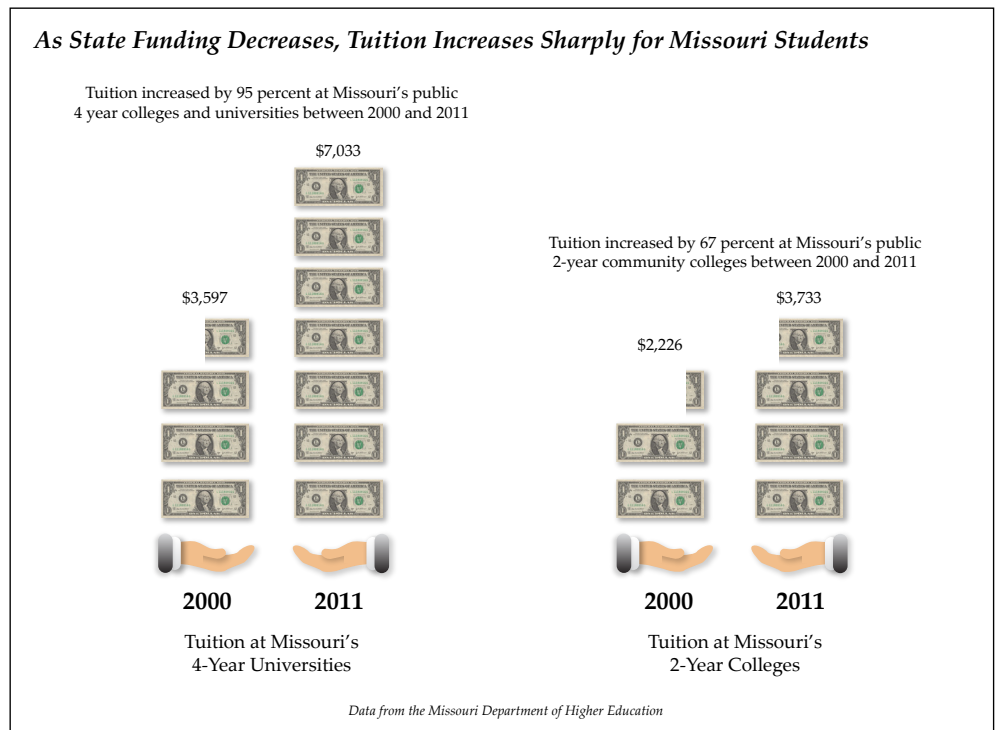 As State Funding Decreases, Tuition Increases Sharply for Missouri Students
Tuition increased by 95 percent at Missouri's public
4 year colleges and universities between 2000 and 2011
$7,033
$3,597
Tuition increased by 67 percent at Missouri's public
2-year community colleges between 2000 and 2011
$3,733
$2,226
2000
2011
Tuition at Missouri's
4-Year Universities
2000
2011
Tuition at Missouri's
2-Year Colleges
Data from the Missouri Department of Higher Education